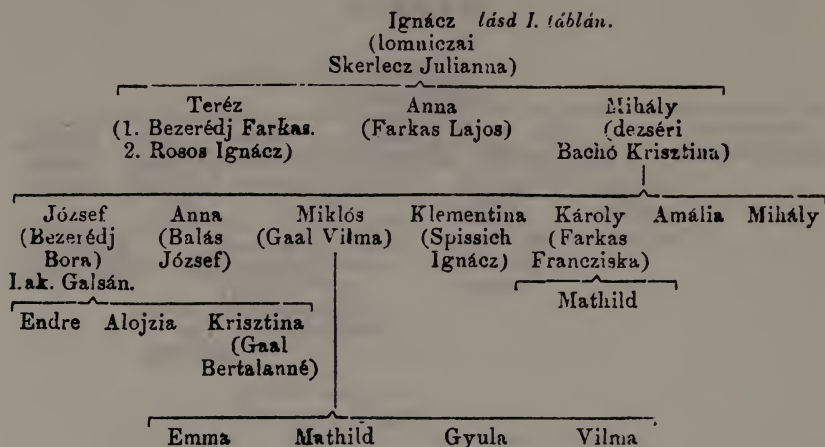 Ignácz lásd I. táblán.
(lomniczai
Skerlecz Julianna)
Teréz Anna Mihály
(1. Bezerédj Farkas. (Farkas Lajos) (dezséri
2. Rosos Ignácz) Bachó Krisztina)
József Anna Miklós Klementina Károly Amália Mihály
(Bezerédj (Balás (Gaal Vilma) (Spissich (Farkas
Bora) József) Ignácz) Francziska)
Lak. Galsán.
Mathild
Endre Alojzia Krisztina
(Gaal
Bertalanné)
Emma Mathild Gyula Vilma